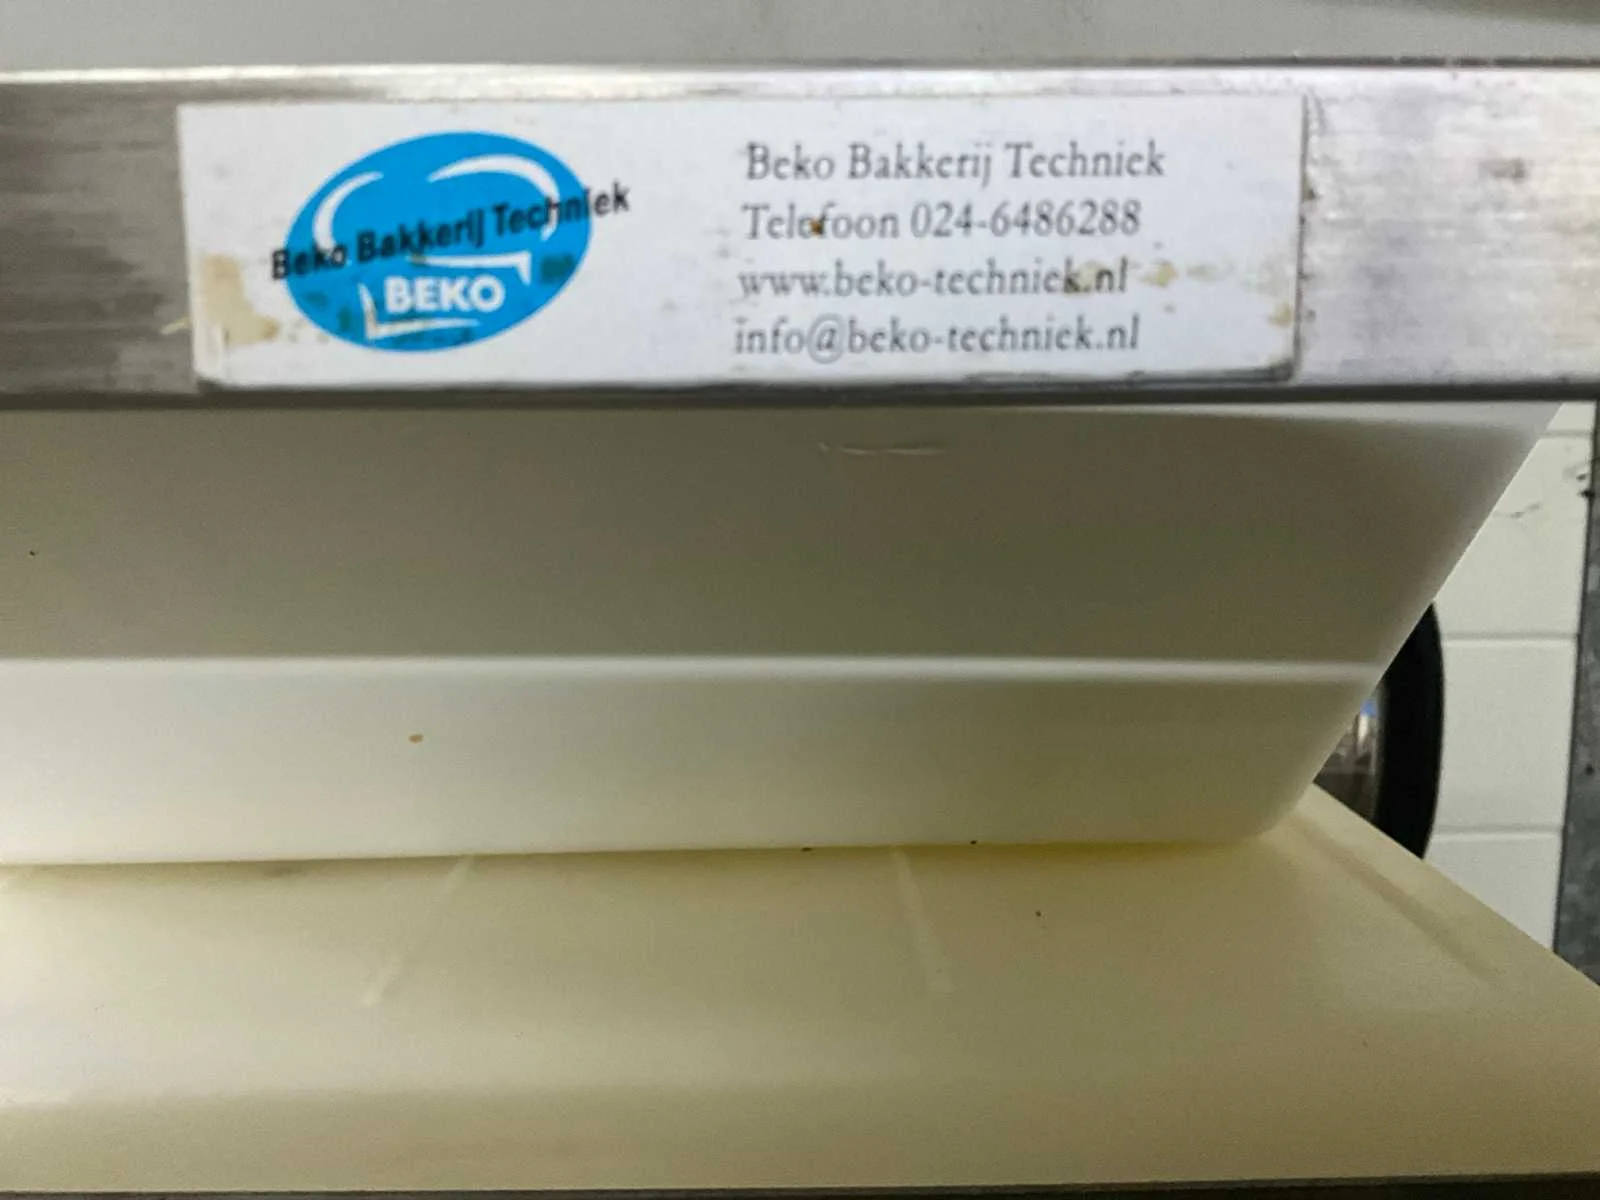 Beko Bakkerij Techniek
BEKO
Beko Bakkerij Techniek
Telefoon 024-6486288
www.beko-techniek.nl
info@beko-techniek.nl